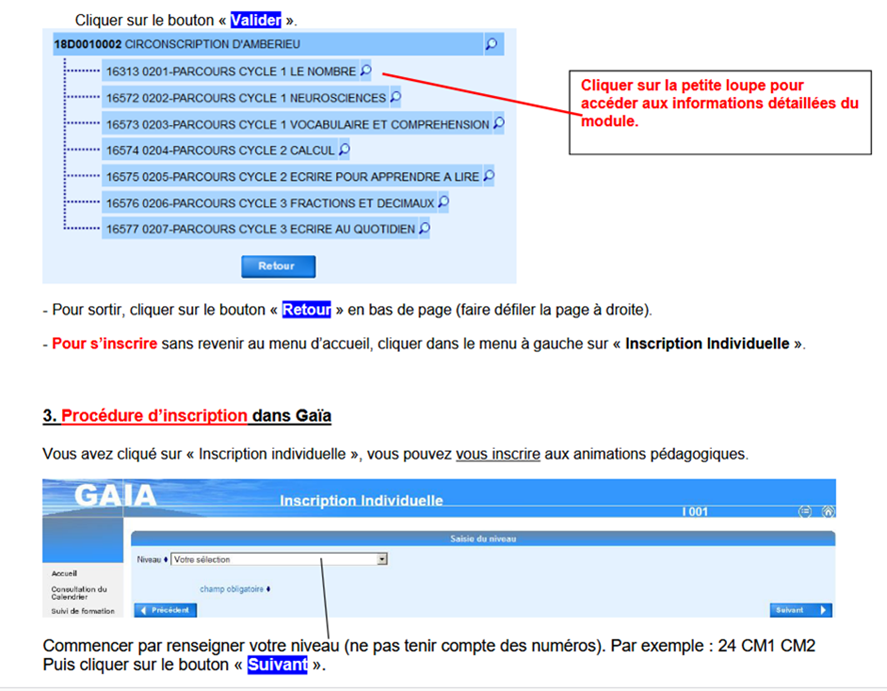 Cliquer sur le bouton « Valider ».
18D0010002 CIRCONSCRIPTION D'AMBERIEU
16313 0201-PARCOURS CYCLE 1 LE NOMBRE
16572 0202-PARCOURS CYCLE 1 NEUROSCIENCES
16573 0203-PARCOURS CYCLE 1 VOCABULAIRE ET COMPREHENSION
16574 0204-PARCOURS CYCLE 2 CALCUL
16575 0205-PARCOURS CYCLE 2 ECRIRE POUR APPRENDRE A LIRE
16576 0206-PARCOURS CYCLE 3 FRACTIONS ET DECIMAUX
16577 0207-PARCOURS CYCLE 3 ECRIRE AU QUOTIDIEN
Retour
Cliquer sur la petite loupe pour
accéder aux informations détaillées du
module.
- Pour sortir, cliquer sur le bouton « Retour » en bas de page (faire défiler la page à droite).
- Pour s'inscrire sans revenir au menu d'accueil, cliquer dans le menu à gauche sur « Inscription Individuelle ».
3. Procédure d'inscription dans Gaïa
Vous avez cliqué sur « Inscription individuelle », vous pouvez vous inscrire aux animations pédagogiques.
GAIA
Inscription Individuelle
I 001
Saisie du niveau
Niveau Votre sélection
champ obligatoire
Accueil
Consultation du
Calendrier
Suivi de formation
Précédent
Suivant
Commencer par renseigner votre niveau (ne pas tenir compte des numéros). Par exemple : 24 CM1 CM2
Puis cliquer sur le bouton « Suivant ».